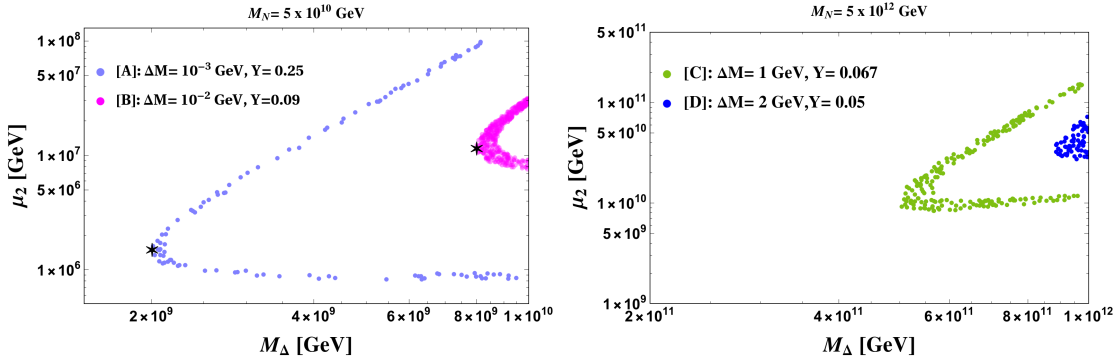 M_N = 5 x 10^10 GeV
1×10^8
5×10^7
1×10^7
5×10^6
1×10^6
μ_2 [GeV]
[A]: ΔM= 10^-3 GeV, Y= 0.25
[B]: ΔM= 10^-2 GeV, Y=0.09
2×10^9 4×10^9 6×10^9 8×10^9 1×10^10
M_Δ [GeV]
M_N = 5 x 10^12 GeV
5×10^11
1×10^11
5×10^10
1×10^10
5×10^9
1×10^9
μ_2 [GeV]
[C]: ΔM= 1 GeV, Y= 0.067
[D]: ΔM= 2 GeV,Y= 0.05
2×10^11 4×10^11 6×10^11 8×10^11 1×10^12
M_Δ [GeV]